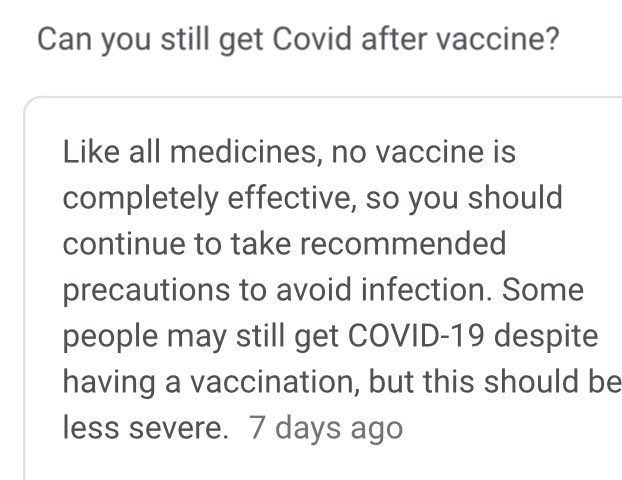 Can you still get Covid after vaccine?
Like all medicines, no vaccine is
completely effective, so you should
continue to take recommended
precautions to avoid infection. Some
people may still get COVID-19 despite
having a vaccination, but this should be
less severe. 7 days ago